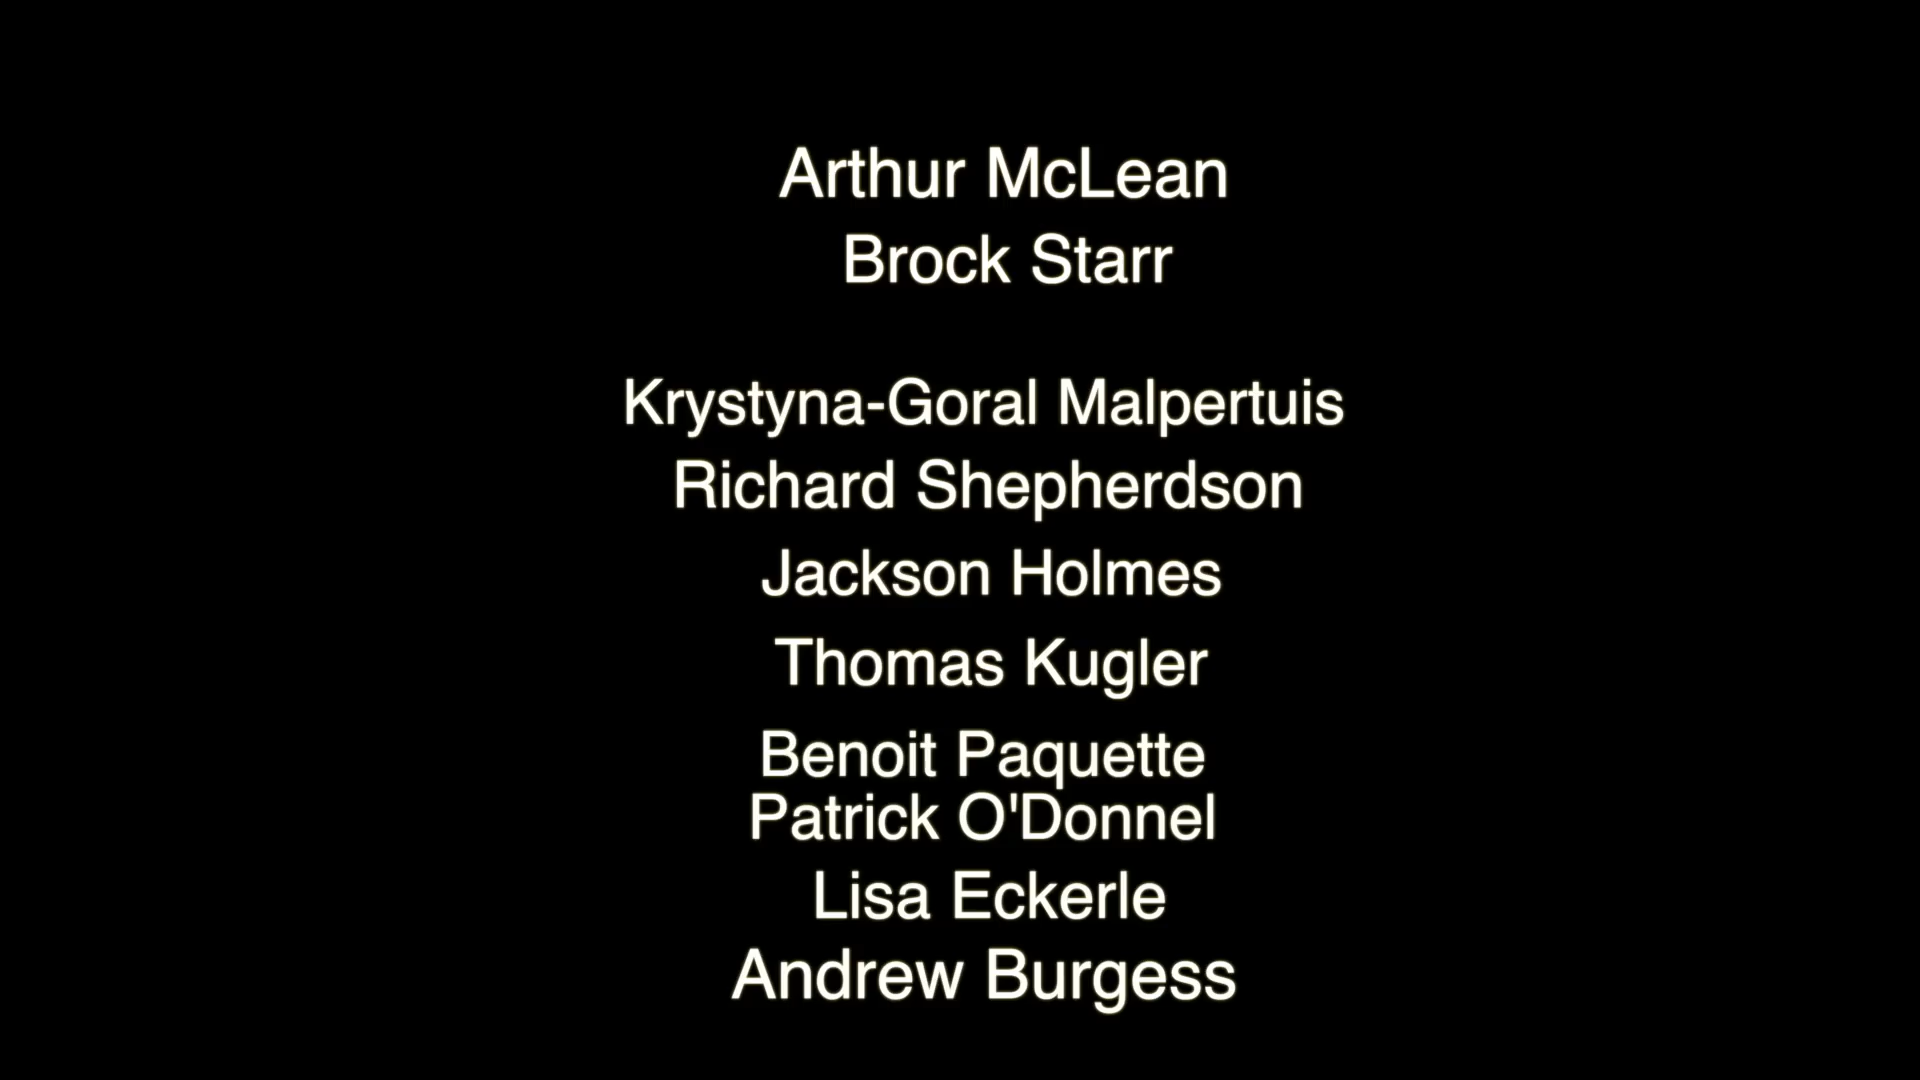 Arthur McLean
Brock Starr
Krystyna-Goral Malpertuis
Richard Shepherdson
Jackson Holmes
Thomas Kugler
Benoit Paquette
Patrick O'Donnel
Lisa Eckerle
Andrew Burgess